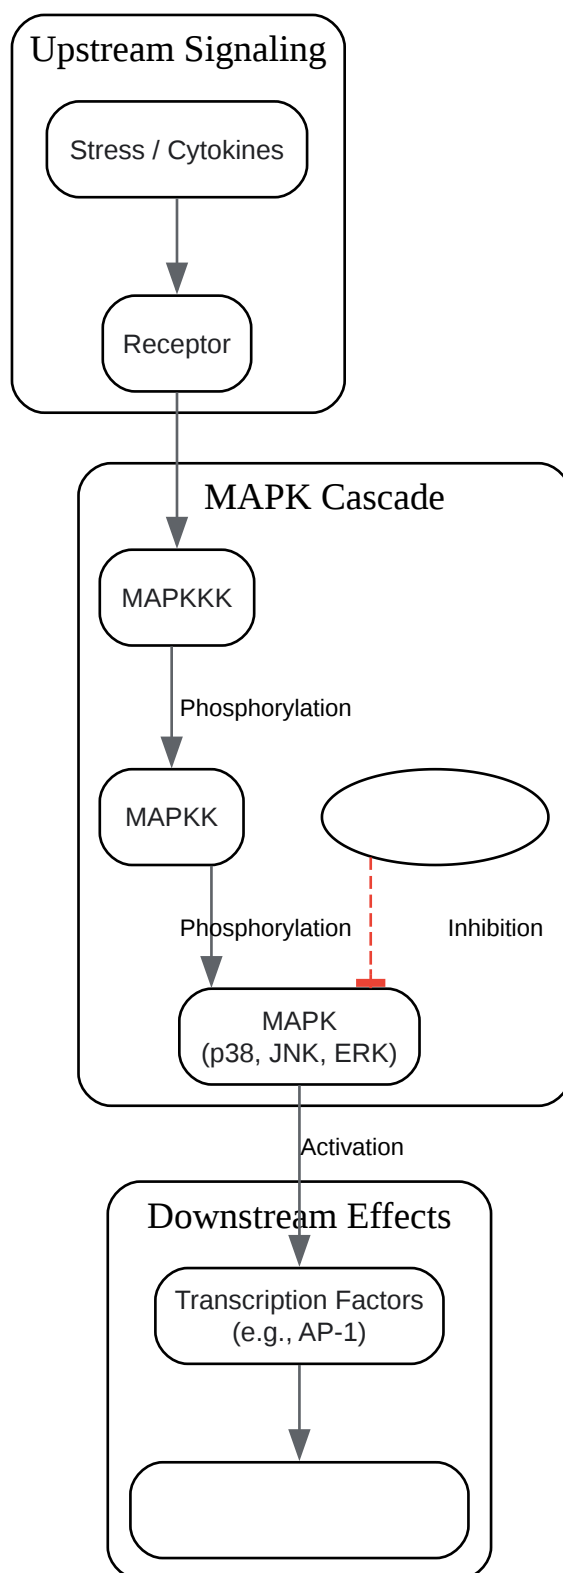 Upstream Signaling
Stress / Cytokines
Receptor
MAPK Cascade
MAPKKK
Phosphorylation
MAPKK
Phosphorylation
Inhibition
MAPK
(p38, JNK, ERK)
Activation
Downstream Effects
Transcription Factors
(e.g., AP-1)